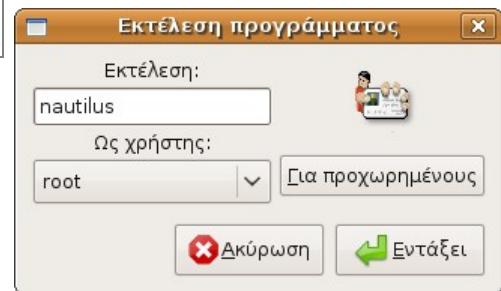 Εκτέλεση προγράμματος
Εκτέλεση:
nautilus
Ως χρήστης:
root
Για προχωρημένους
Ακύρωση
Εντάξει